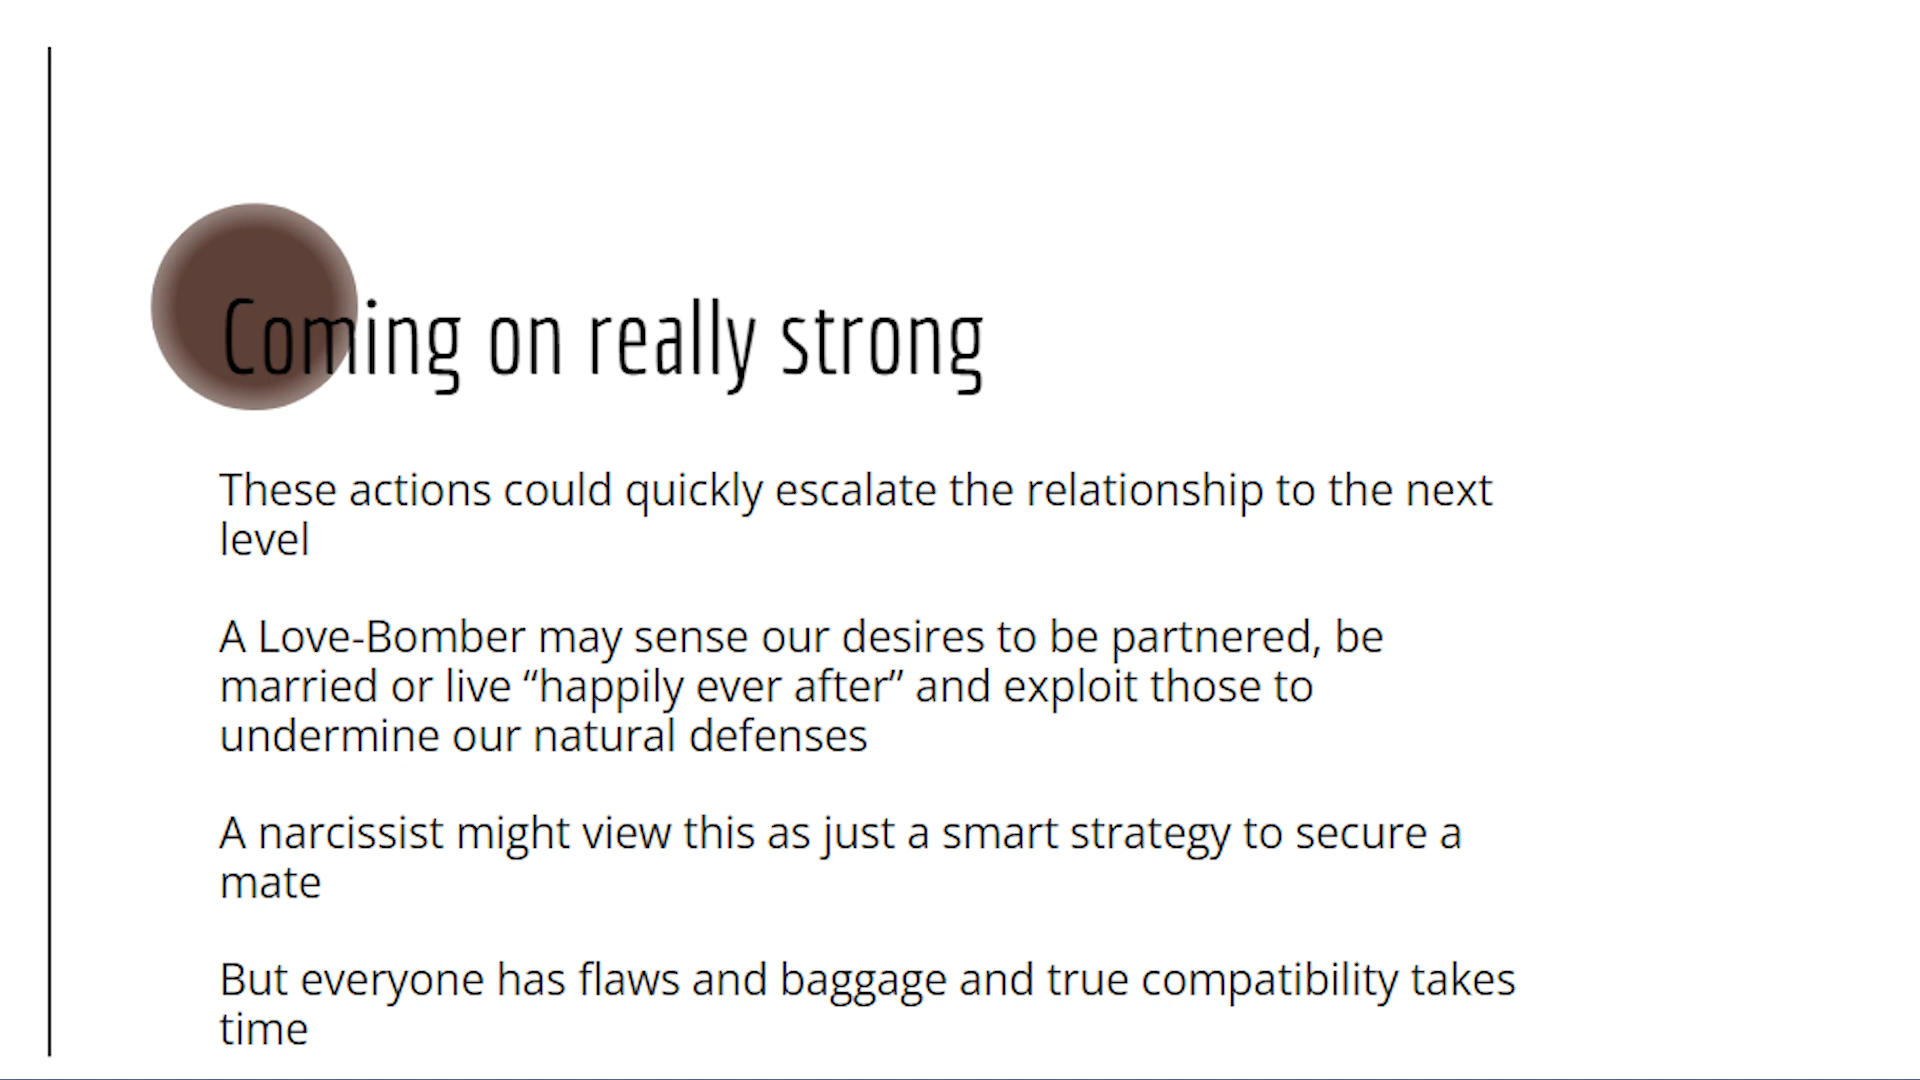 Coming on really strong
These actions could quickly escalate the relationship to the next
level
A Love-Bomber may sense our desires to be partnered, be
married or live “happily ever after” and exploit those to
undermine our natural defenses
A narcissist might view this as just a smart strategy to secure a
mate
But everyone has flaws and baggage and true compatibility takes
time